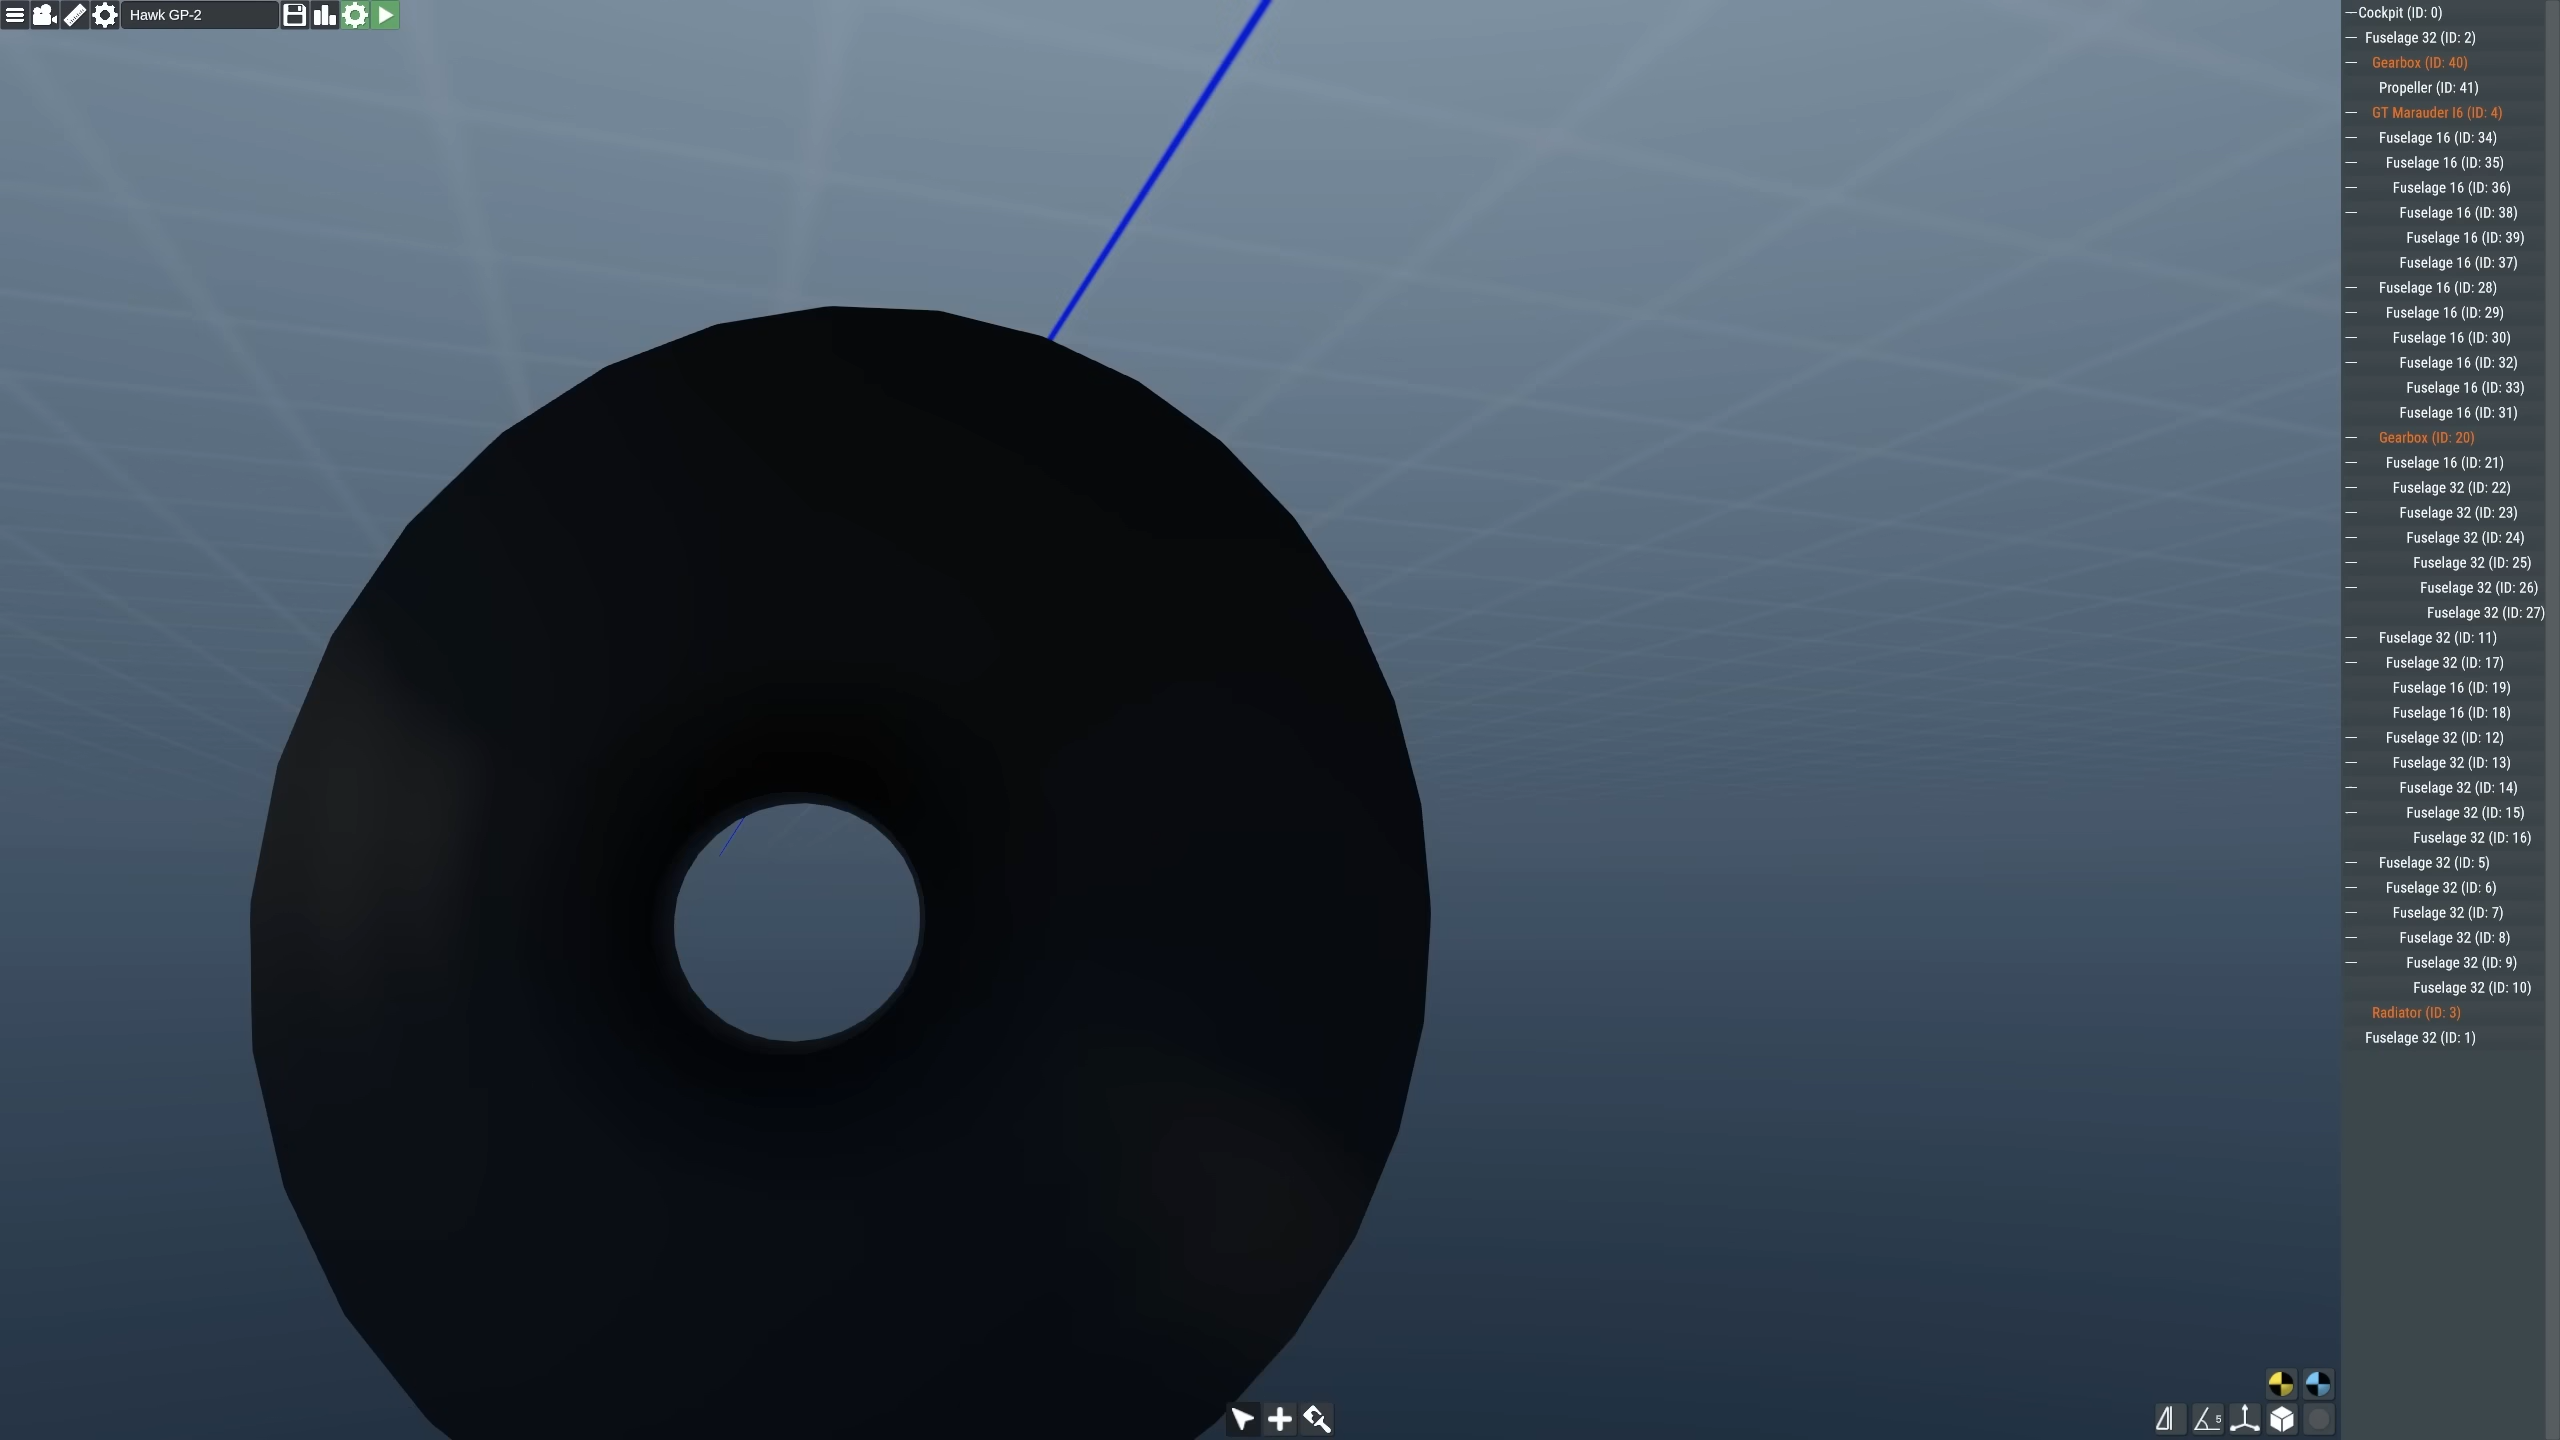 Hawk GP-2
Cockpit (ID: 0)
Fuselage 32 (ID: 2)
Gearbox (ID: 40)
Propeller (ID: 41)
GT Marauder I6 (ID: 4)
Fuselage 16 (ID: 34)
Fuselage 16 (ID: 35)
Fuselage 16 (ID: 36)
Fuselage 16 (ID: 38)
Fuselage 16 (ID: 39)
Fuselage 16 (ID: 37)
Fuselage 16 (ID: 28)
Fuselage 16 (ID: 29)
Fuselage 16 (ID: 30)
Fuselage 16 (ID: 32)
Fuselage 16 (ID: 33)
Fuselage 16 (ID: 31)
Gearbox (ID: 20)
Fuselage 16 (ID: 21)
Fuselage 32 (ID: 22)
Fuselage 32 (ID: 23)
Fuselage 32 (ID: 24)
Fuselage 32 (ID: 25)
Fuselage 32 (ID: 26)
Fuselage 32 (ID: 27)
Fuselage 32 (ID: 11)
Fuselage 32 (ID: 17)
Fuselage 16 (ID: 19)
Fuselage 16 (ID: 18)
Fuselage 32 (ID: 12)
Fuselage 32 (ID: 13)
Fuselage 32 (ID: 14)
Fuselage 32 (ID: 15)
Fuselage 32 (ID: 16)
Fuselage 32 (ID: 5)
Fuselage 32 (ID: 6)
Fuselage 32 (ID: 7)
Fuselage 32 (ID: 8)
Fuselage 32 (ID: 9)
Fuselage 32 (ID: 10)
Radiator (ID: 3)
Fuselage 32 (ID: 1)
5